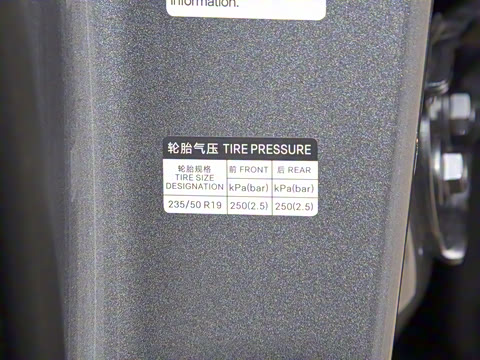 information.
轮胎气压 TIRE PRESSURE
轮胎规格 前 FRONT 后 REAR
TIRE SIZE
DESIGNATION kPa(bar) kPa(bar)
235/50 R19 250(2.5) 250(2.5)